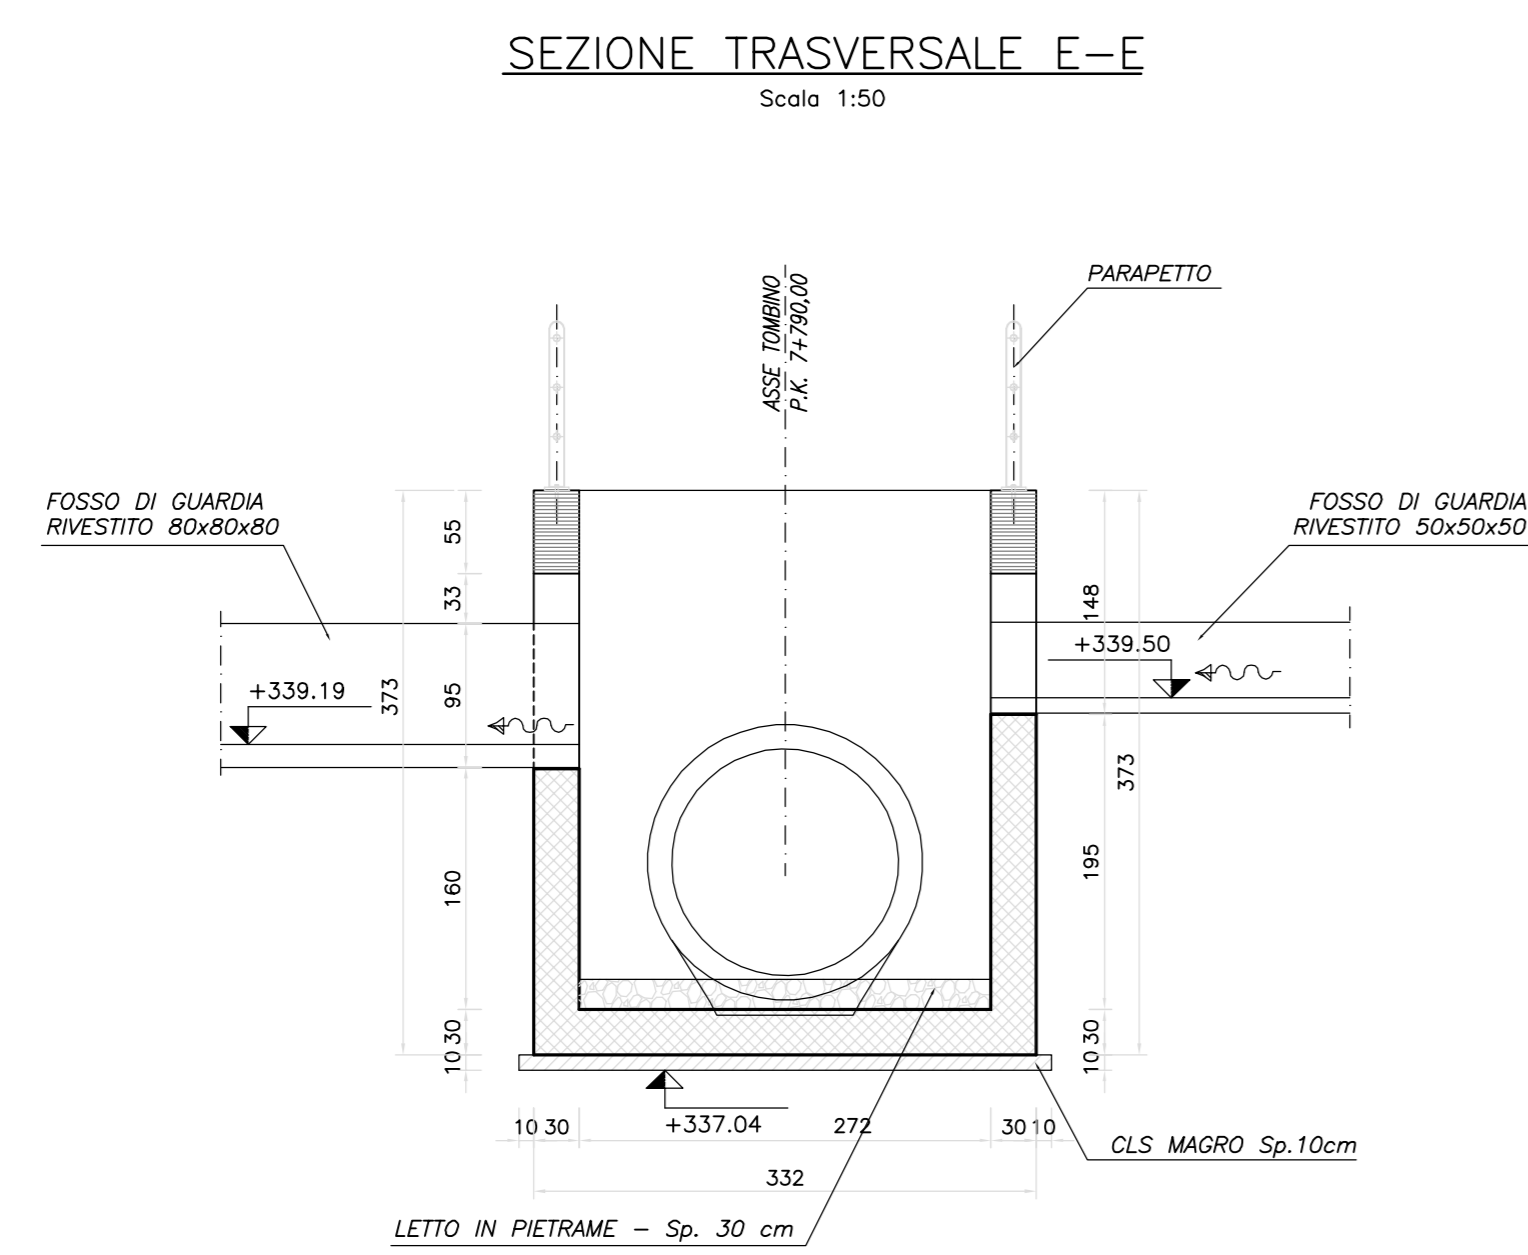 SEZIONE TRASVERSALE E-E
Scala 1:50
ASSE TOMBINO
P.K. 7+790,00
PARAPETTO
FOSSO DI GUARDIA
RIVESTITO 80x80x80
FOSSO DI GUARDIA
RIVESTITO 50x50x50
55
33
95
373
160
30
10
+339.19
148
+339.50
373
195
30
10
+337.04
10
30
272
30
10
332
CLS MAGRO Sp.10cm
LETTO IN PIETRAME - Sp. 30 cm